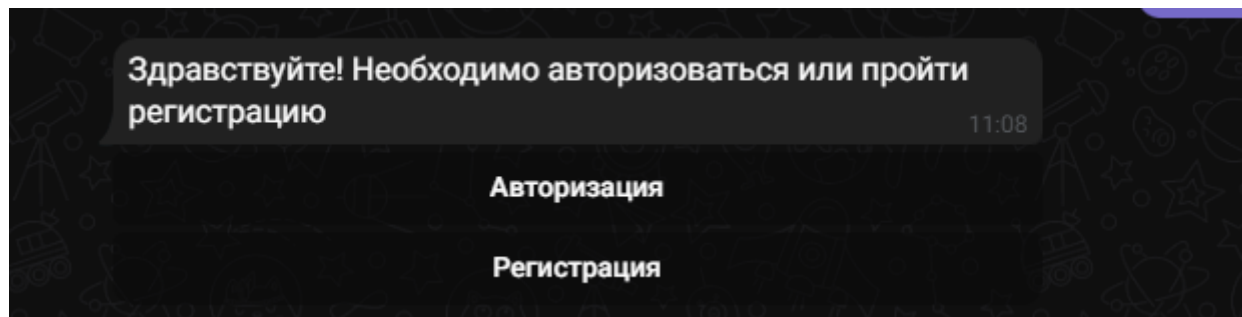 Здравствуйте! Необходимо авторизоваться или пройти
регистрацию
11:08
Авторизация
Регистрация